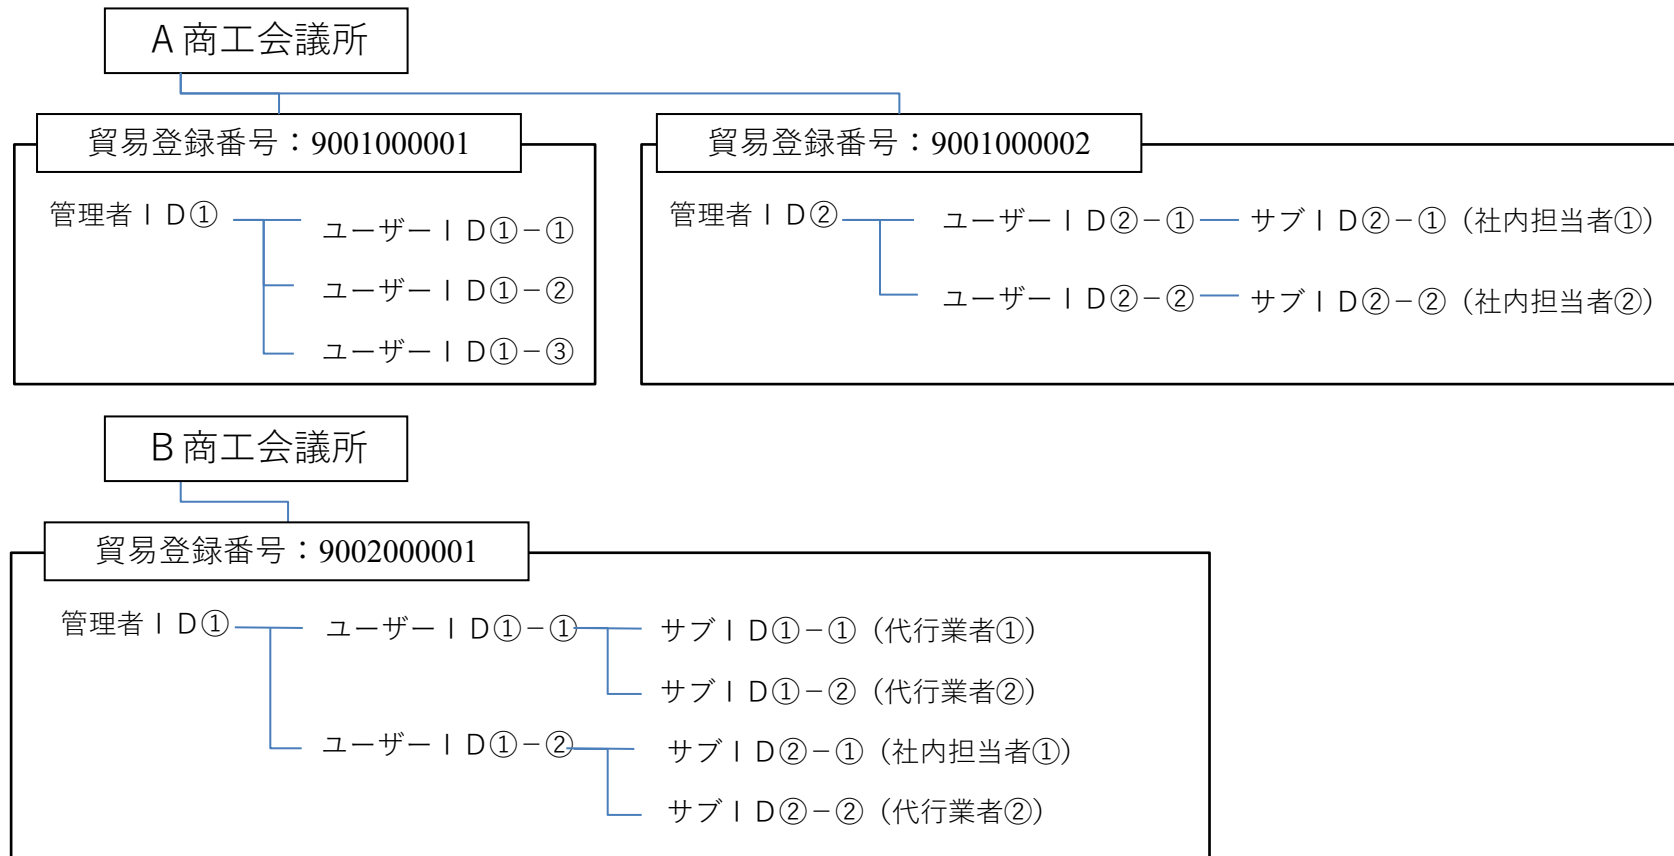 A商工会議所
貿易登録番号：9001000001
管理者ＩＤ①
ユーザーＩＤ①－①
ユーザーＩＤ①－②
ユーザーＩＤ①－③
貿易登録番号：9001000002
管理者ＩＤ②
ユーザーＩＤ②－①
サブＩＤ②－①（社内担当者①）
ユーザーＩＤ②－②
サブＩＤ②－②（社内担当者②）
B商工会議所
貿易登録番号：9002000001
管理者ＩＤ①
ユーザーＩＤ①－①
サブＩＤ①－①（代行業者①）
サブＩＤ①－②（代行業者②）
ユーザーＩＤ①－②
サブＩＤ②－①（社内担当者①）
サブＩＤ②－②（代行業者②）